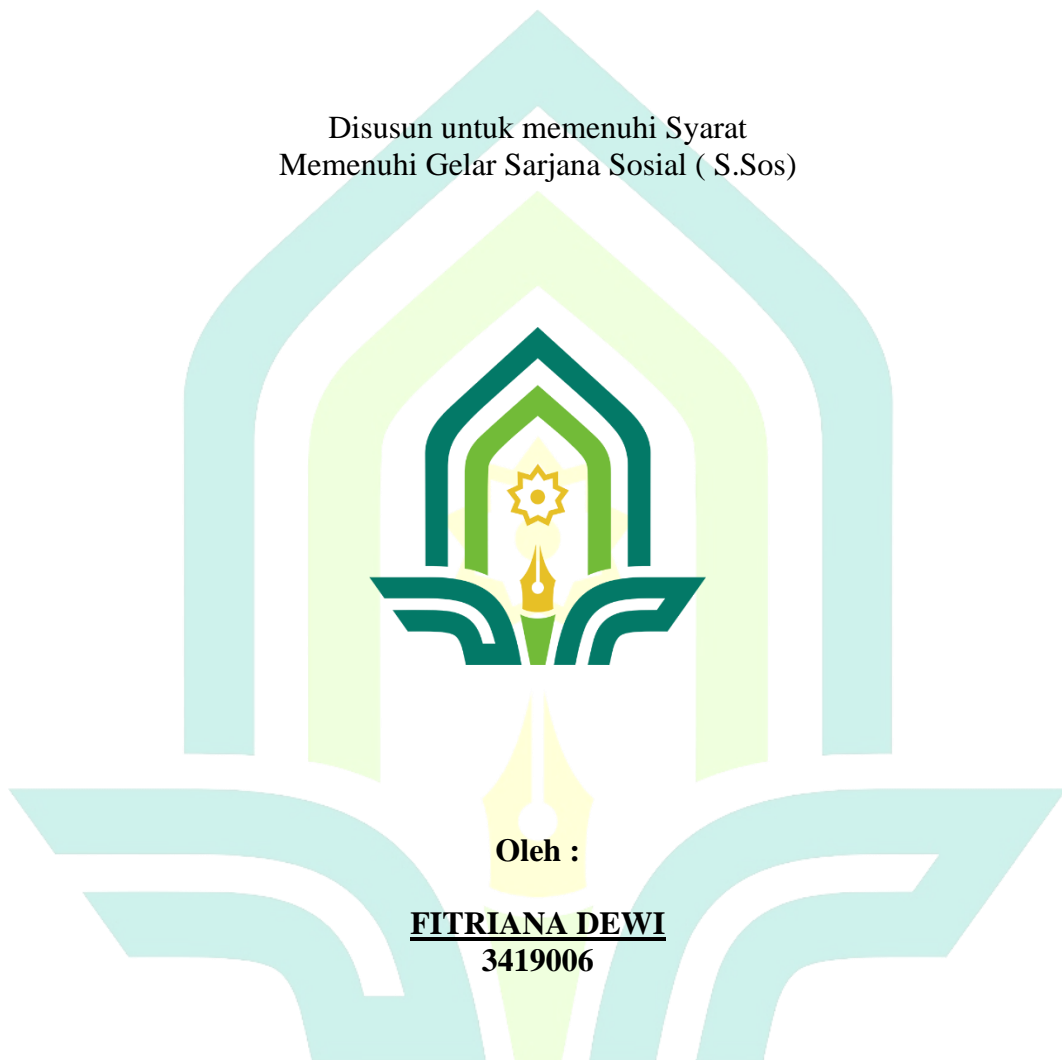 Disusun untuk memenuhi Syarat
Memenuhi Gelar Sarjana Sosial ( S.Sos)
Oleh :
FITRIANA DEWI
3419006